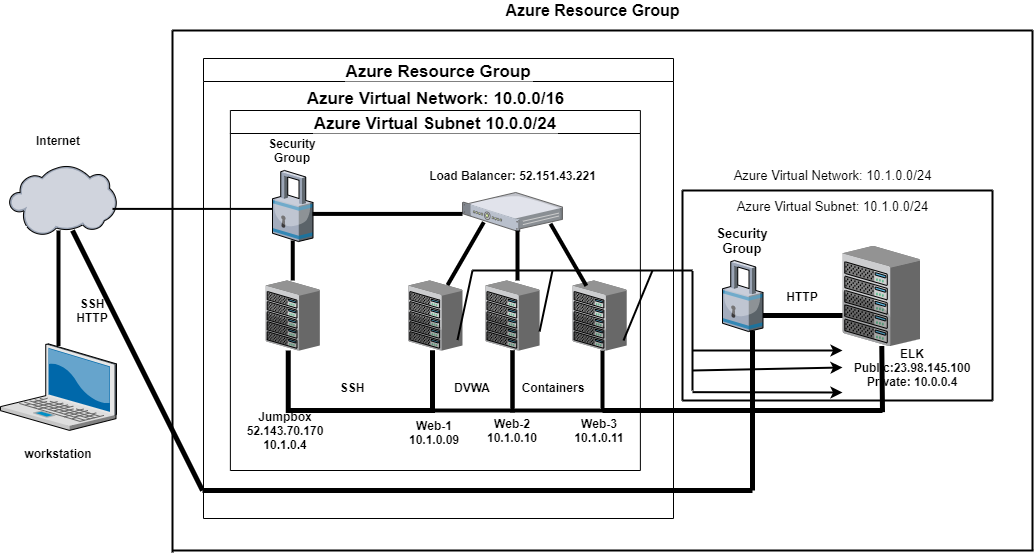 Azure Resource Group
Azure Resource Group
Azure Virtual Network: 10.0.0/16
Azure Virtual Subnet 10.0.0/24
Internet
Security
Group
Load Balancer: 52.151.43.221
Azure Virtual Network: 10.1.0.0/24
Azure Virtual Subnet: 10.1.0.0/24
Security
Group
SSH
HTTP
HTTP
ELK
Public:23.98.145.100
Private: 10.0.0.4
SSH
DVWA
Containers
Jumpbox
52.143.70.170
10.1.0.4
Web-1
10.1.0.09
Web-2
10.1.0.10
Web-3
10.1.0.11
workstation